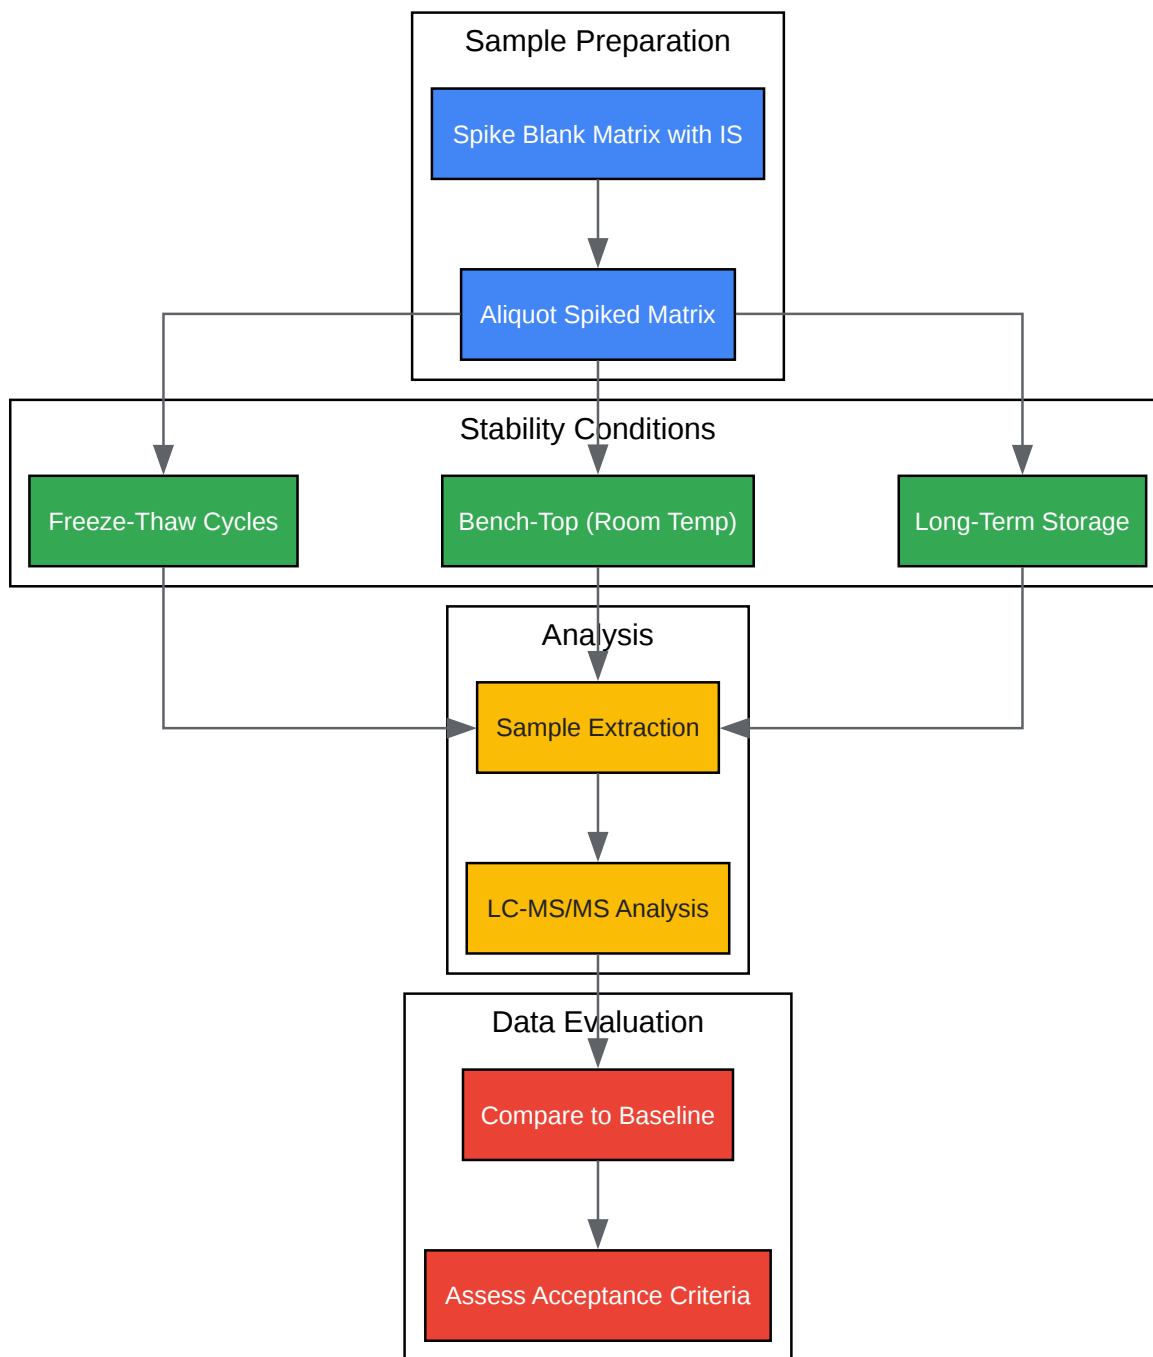 Sample Preparation
Spike Blank Matrix with IS
Aliquot Spiked Matrix
Stability Conditions
Freeze-Thaw Cycles
Bench-Top (Room Temp)
Long-Term Storage
Analysis
Sample Extraction
LC-MS/MS Analysis
Data Evaluation
Compare to Baseline
Assess Acceptance Criteria